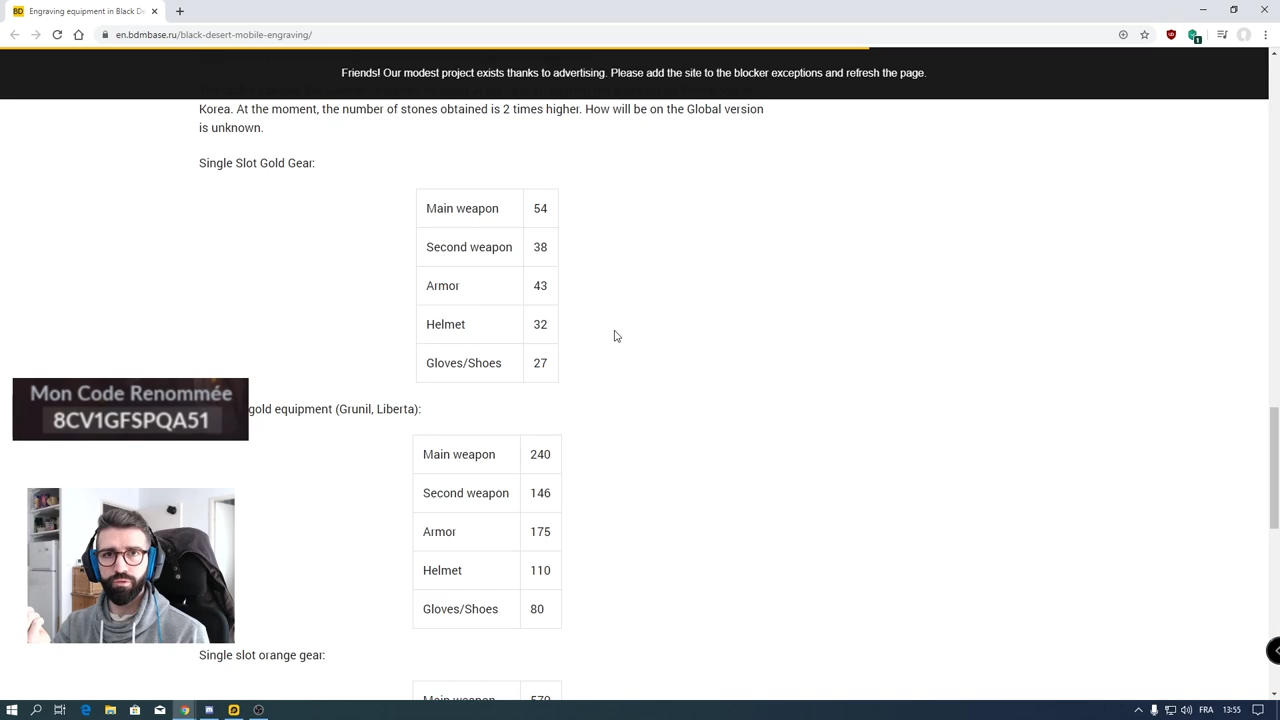 BD Engraving equipment in Black De
en.bdmbase.ru/black-desert-mobile-engraving/
1
Friends! Our modest project exists thanks to advertising. Please add the site to the blocker exceptions and refresh the page.
Korea. At the moment, the number of stones obtained is 2 times higher. How will be on the Global version
is unknown.
Single Slot Gold Gear:
Main weapon 54
Second weapon 38
Armor 43
Helmet 32
Gloves/Shoes 27
Mon Code Renommée
8CV1GFSPQA51
gold equipment (Grunil, Liberta):
Main weapon 240
Second weapon 146
Armor 175
Helmet 110
Gloves/Shoes 80
Single slot orange gear:
Main weapon 570
FRA 13:55